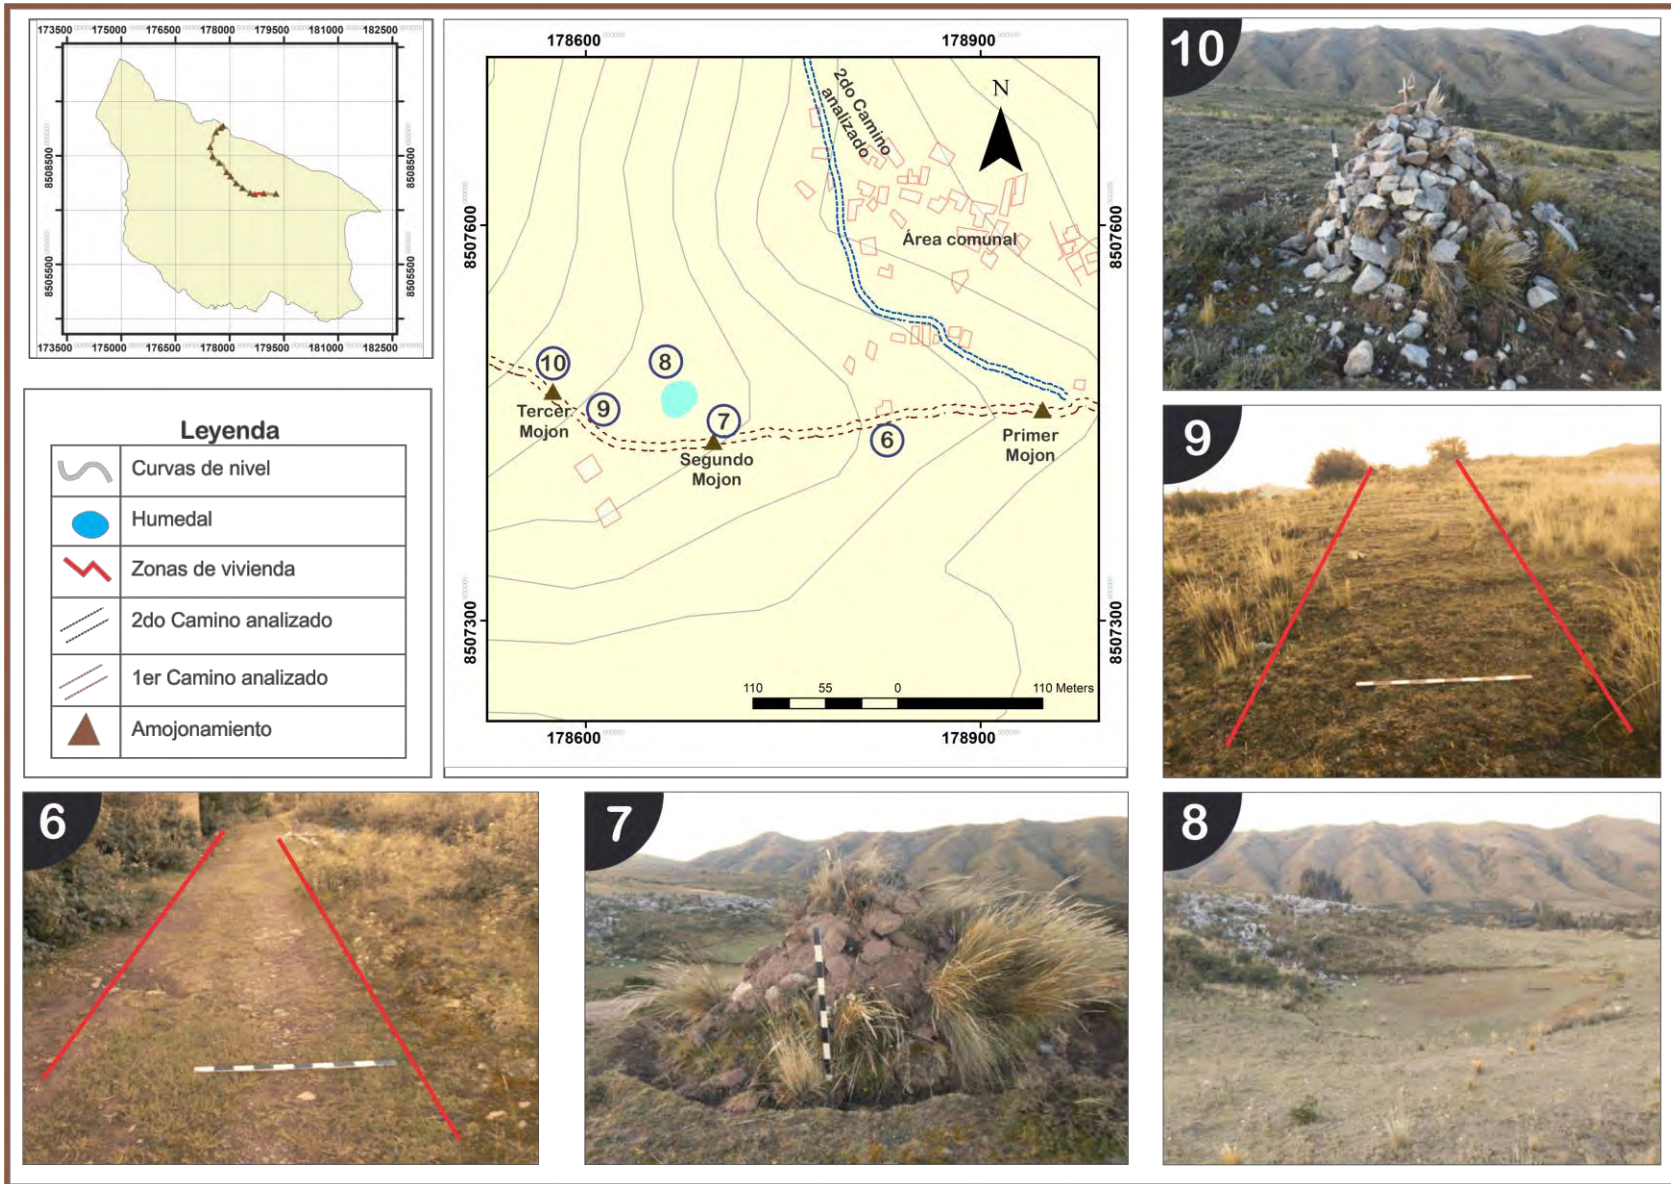 173500 175000 176500 178000 179500 181000 182500
8508500
8508500
8505500
8505500
173500 175000 176500 178000 179500 181000 182500
Leyenda
Curvas de nivel
Humedal
Zonas de vivienda
2do Camino analizado
1er Camino analizado
Amojonamiento
178600
178900
8507600
8507600
8507300
8507300
N
2do Camino
analizado
Área comunal
10
8
9
7
6
Tercer
Mojon
Segundo
Mojon
Primer
Mojon
110 55 0 110 Meters
178600
178900
10
9
6
7
8